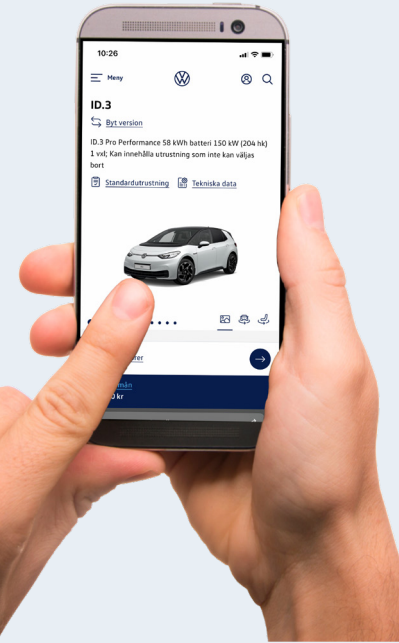 10:26
Meny
ID.3
Byt version
ID.3 Pro Performance 58 kWh batteri 150 kW (204 hk)
1 vxl; Kan innehålla utrustning som inte kan väljas
bort
Standardutrustning Tekniska data
kr